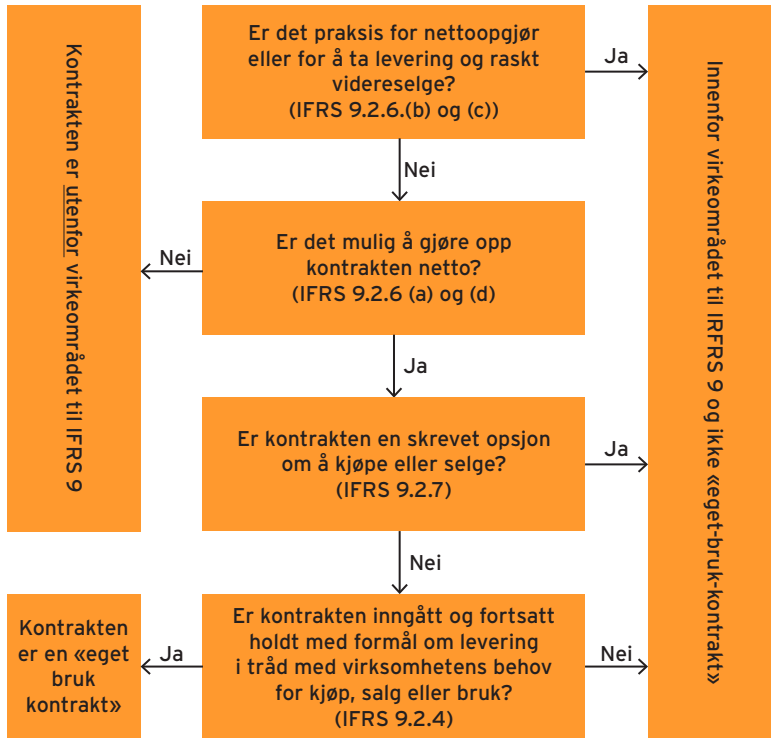 Er det praksis for nettoopgjør
eller for å ta levering og raskt
videreselge?
(IFRS 9.2.6.(b) og (c))
Ja
Nei
Kontrakten er utenfor virkeområdet til IFRS 9
Nei
Er det mulig å gjøre opp
kontrakten netto?
(IFRS 9.2.6 (a) og (d)
Ja
Er kontrakten en skrevet opsjon
om å kjøpe eller selge?
(IFRS 9.2.7)
Ja
Innenfor virkeområdet til IRFRS 9 og ikke «eget-bruk-kontrakt»
Nei
Kontrakten
er en «eget
bruk
kontrakt»
Ja
Er kontrakten inngått og fortsatt
holdt med formål om levering
i tråd med virksomhetens behov
for kjøp, salg eller bruk?
(IFRS 9.2.4)
Nei